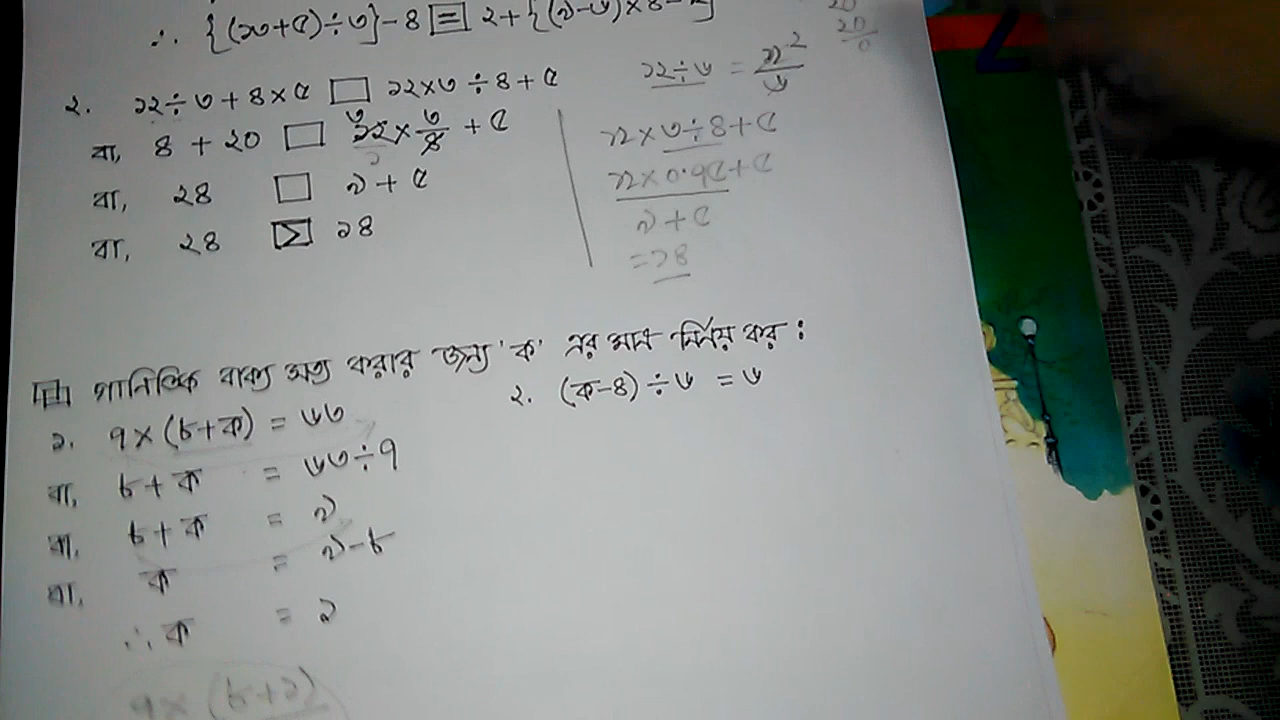 ∴ {(১০+৫)÷৩}-৪ = ২+{(৯-৬)×৪-
২. ১২÷৩+৪×৫ □ ১২×৩÷৪+৫
বা, ৪+২০ □ ১২×৩/৪+৫
বা, ২৪ □ ৯+৫
বা, ২৪ > ১৪
১২÷৬ = ১২/৬
১২×৩÷৪+৫
১২×০.৭৫+৫
৯+৫
=১৪
গানিতিক বাক্য সত্য করার জন্য 'ক' এর মান নির্নয় কর :
১. ৭×(৮+ক) = ৬৩
বা, ৮+ক = ৬৩÷৭
বা, ৮+ক = ৯
বা, ক = ৯-৮
∴ ক = ১
৭×(৮+১)
২. (ক-৪)÷৬ = ৬